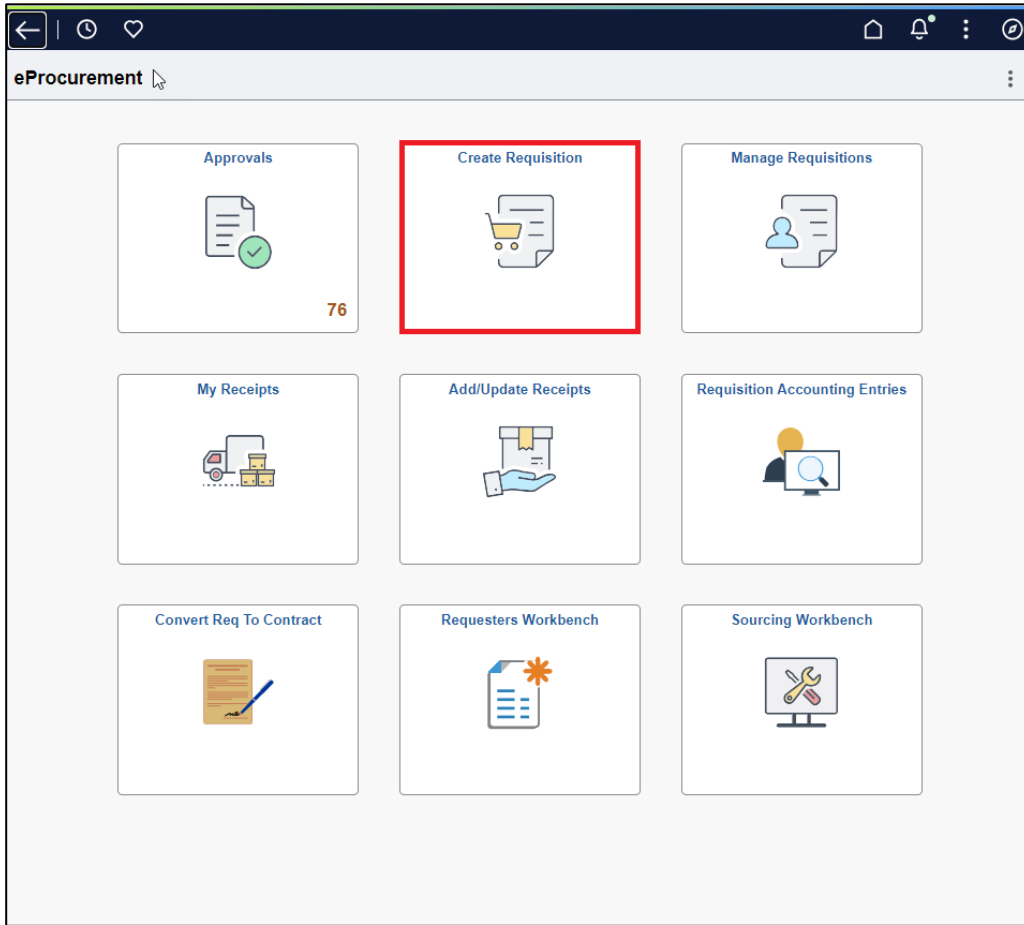 eProcurement
Approvals
Create Requisition
Manage Requisitions
76
My Receipts
Add/Update Receipts
Requisition Accounting Entries
Convert Req To Contract
Requesters Workbench
Sourcing Workbench